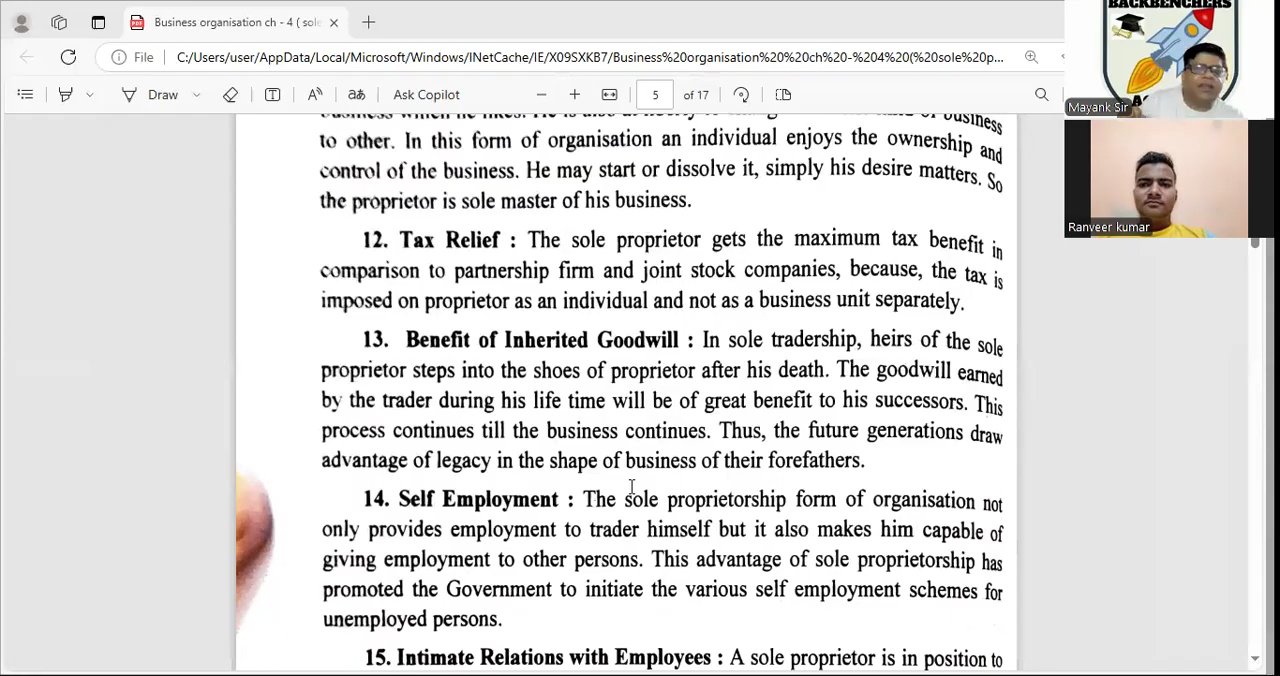 Business organisation ch - 4 ( sole
File
C:/Users/user/AppData/Local/Microsoft/Windows/INetCache/IE/X09SXKB7/Business%20organisation%20%20ch%20-%204%20(%20sole%20p...
Draw
Ask Copilot
5 of 17
BACKBENCHERS
Mayank Sir
Ranveer kumar
business which he likes. He is also at
business
to other. In this form of organisation an individual enjoys the ownership and
control of the business. He may start or dissolve it, simply his desire matters. So
the proprietor is sole master of his business.
12. Tax Relief : The sole proprietor gets the maximum tax benefit in
comparison to partnership firm and joint stock companies, because, the tax is
imposed on proprietor as an individual and not as a business unit separately.
13. Benefit of Inherited Goodwill : In sole tradership, heirs of the sole
proprietor steps into the shoes of proprietor after his death. The goodwill earned
by the trader during his life time will be of great benefit to his successors. This
process continues till the business continues. Thus, the future generations draw
advantage of legacy in the shape of business of their forefathers.
14. Self Employment : The sole proprietorship form of organisation not
only provides employment to trader himself but it also makes him capable of
giving employment to other persons. This advantage of sole proprietorship has
promoted the Government to initiate the various self employment schemes for
unemployed persons.
15. Intimate Relations with Employees : A sole proprietor is in position to